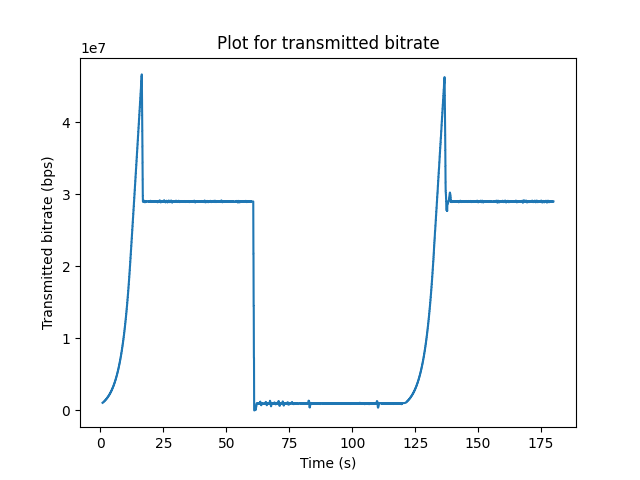 Plot for transmitted bitrate
1e7
4
3
2
1
0
Transmitted bitrate (bps)
0 25 50 75 100 125 150 175
Time (s)